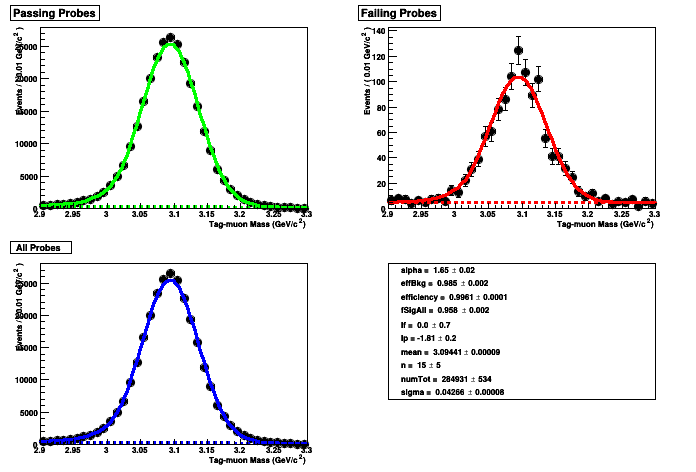 Passing Probes
Events / ( 0.01 GeV/c² )
25000
20000
15000
10000
5000
0
2.9 2.95 3 3.05 3.1 3.15 3.2 3.25 3.3
Tag-muon Mass (GeV/c²)
Failing Probes
Events / ( 0.01 GeV/c² )
140
120
100
80
60
40
20
0
2.9 2.95 3 3.05 3.1 3.15 3.2 3.25 3.3
Tag-muon Mass (GeV/c²)
All Probes
Events / ( 0.01 GeV/c² )
25000
20000
15000
10000
5000
0
2.9 2.95 3 3.05 3.1 3.15 3.2 3.25 3.3
Tag-muon Mass (GeV/c²)
alpha = 1.65 ± 0.02
effBkg = 0.985 ± 0.002
efficiency = 0.9961 ± 0.0001
fSigAll = 0.958 ± 0.002
lf = 0.0 ± 0.7
lp = -1.81 ± 0.2
mean = 3.09441 ± 0.00009
n = 15 ± 5
numTot = 284931 ± 534
sigma = 0.04266 ± 0.00008